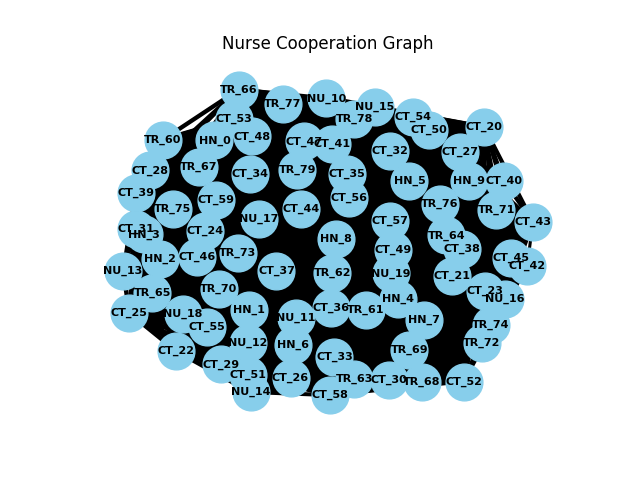 Nurse Cooperation Graph
TR_66
TR_77
NU_10
NU_15
CT_53
TR_78
CT_54
CT_50
CT_20
TR_60
HN_0
CT_48
CT_47
CT_41
CT_32
CT_27
CT_28
TR_67
CT_34
TR_79
CT_35
HN_5
HN_9
CT_40
CT_39
TR_75
CT_59
CT_44
CT_56
TR_76
TR_71
CT_31
HN_3
CT_24
NU_17
CT_57
TR_64
CT_43
HN_8
CT_49
CT_38
HN_2
CT_46
TR_73
CT_45
CT_42
NU_13
CT_37
TR_62
NU_19
CT_21
TR_65
TR_70
HN_4
CT_23
NU_16
CT_25
NU_18
HN_1
NU_11
CT_36
TR_61
HN_7
TR_74
CT_55
CT_22
NU_12
HN_6
CT_33
TR_69
TR_72
CT_29
CT_51
CT_26
TR_63
CT_30
TR_68
CT_52
NU_14
CT_58